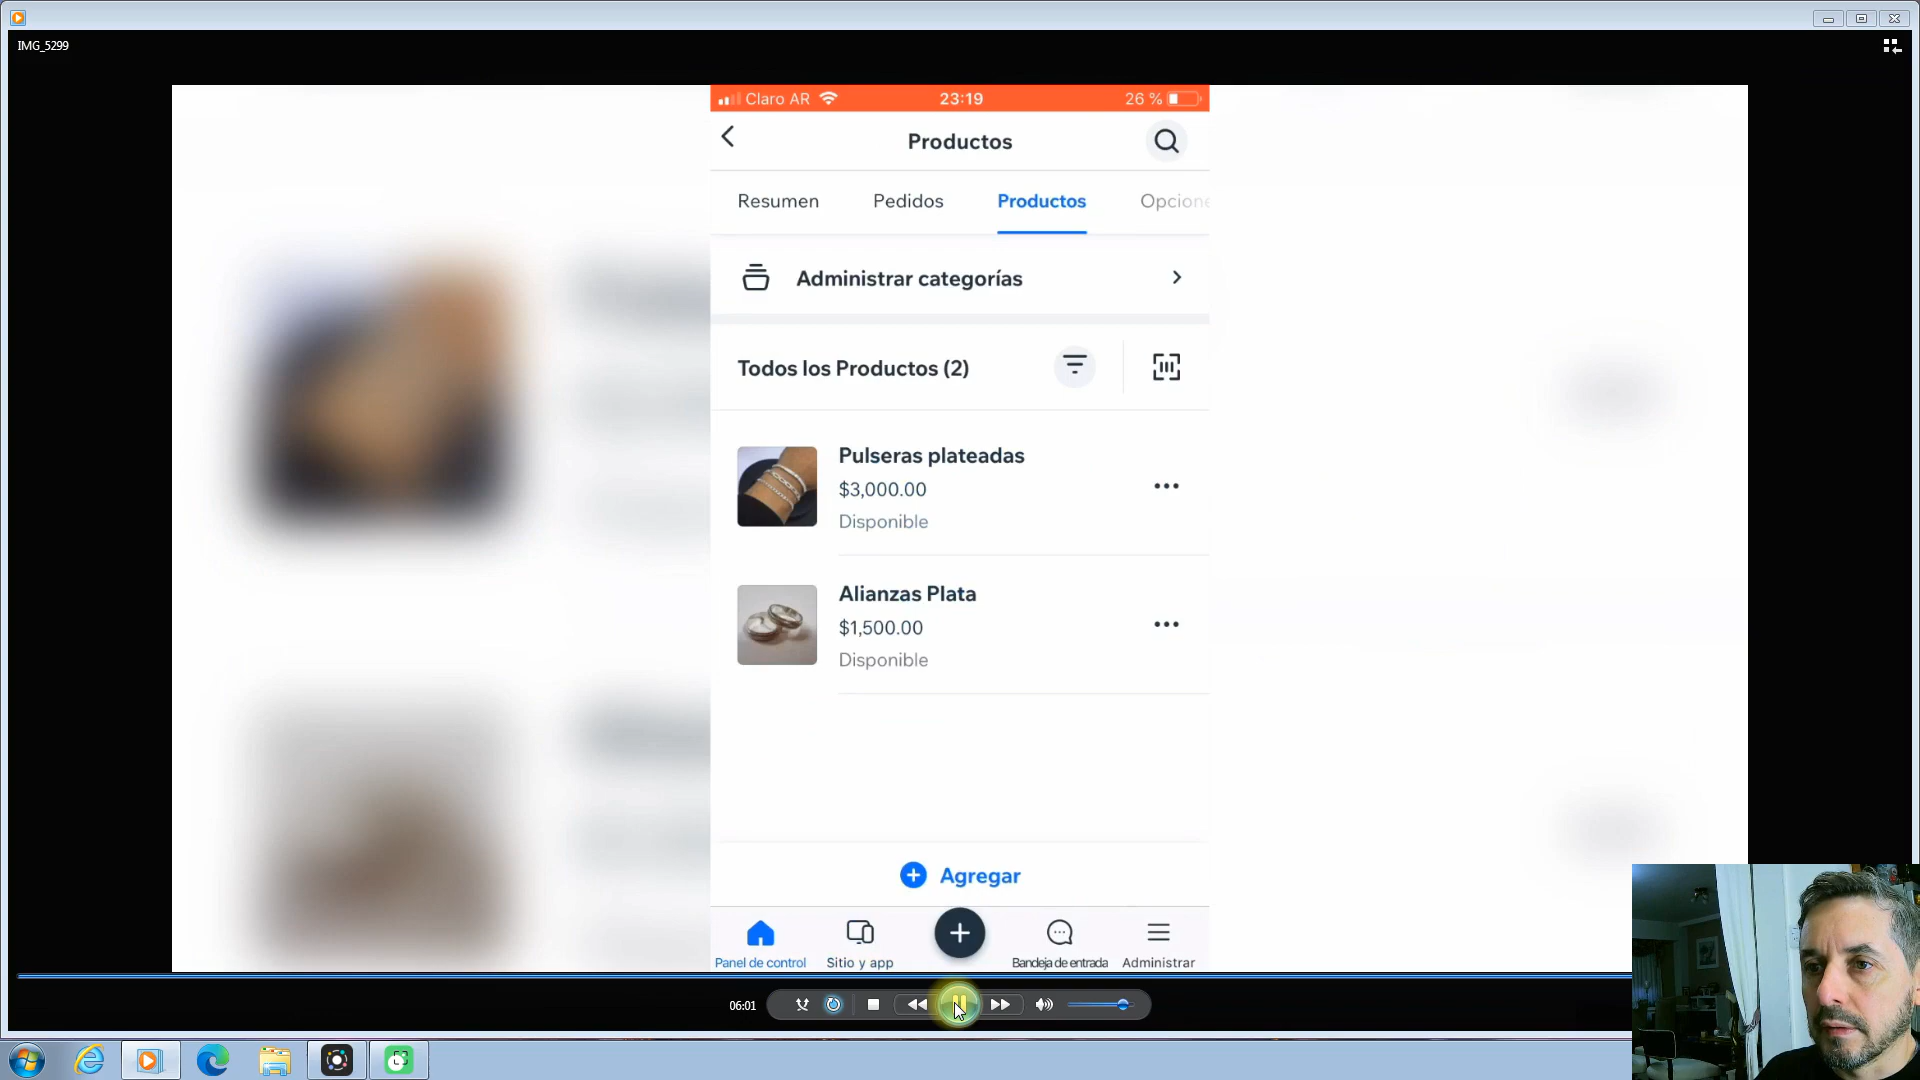 IMG_5299
Claro AR
23:19
26 %
Productos
Resumen
Pedidos
Productos
Administrar categorías
Todos los Productos (2)
Pulseras plateadas
$3,000.00
Disponible
Alianzas Plata
$1,500.00
Disponible
Agregar
Panel de control
Sitio y app
Bandeja de entrada
Administrar
06:01